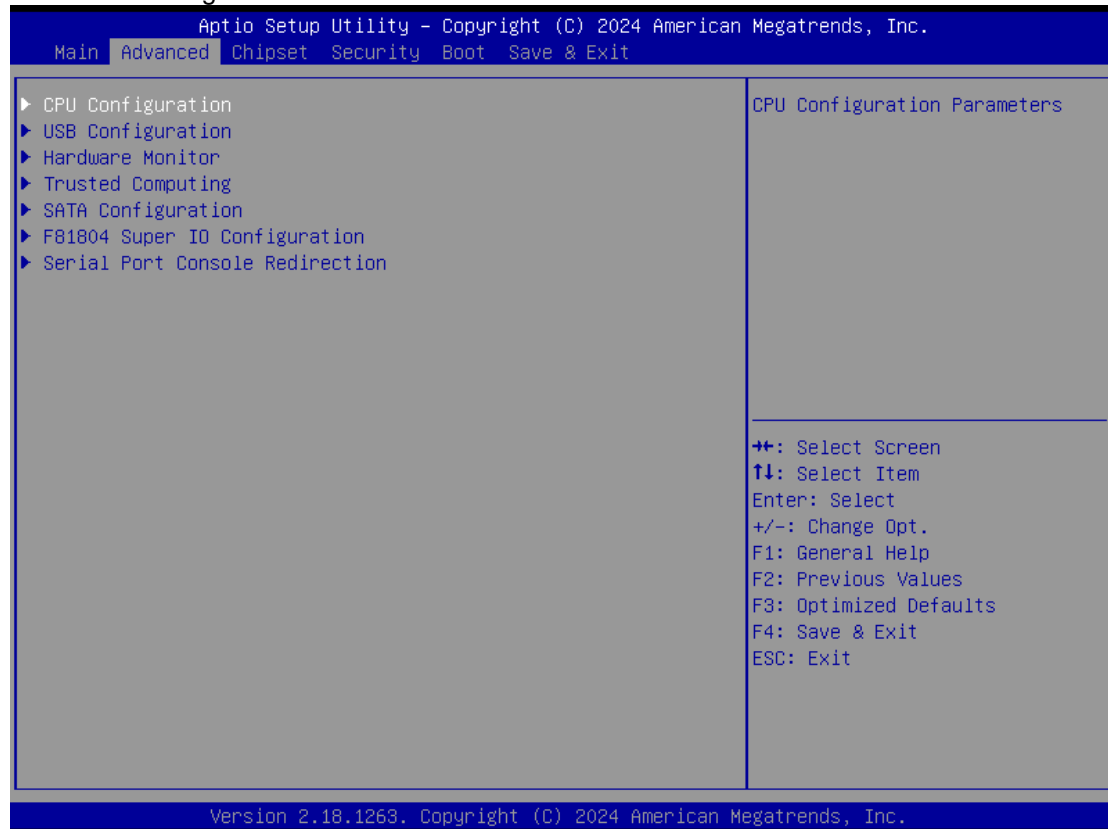 Aptio Setup Utility – Copyright (C) 2024 American Megatrends, Inc.
Main Advanced Chipset Security Boot Save & Exit
▶ CPU Configuration
▶ USB Configuration
▶ Hardware Monitor
▶ Trusted Computing
▶ SATA Configuration
▶ F81804 Super IO Configuration
▶ Serial Port Console Redirection
CPU Configuration Parameters
→←: Select Screen
↑↓: Select Item
Enter: Select
+/-: Change Opt.
F1: General Help
F2: Previous Values
F3: Optimized Defaults
F4: Save & Exit
ESC: Exit
Version 2.18.1263. Copyright (C) 2024 American Megatrends, Inc.